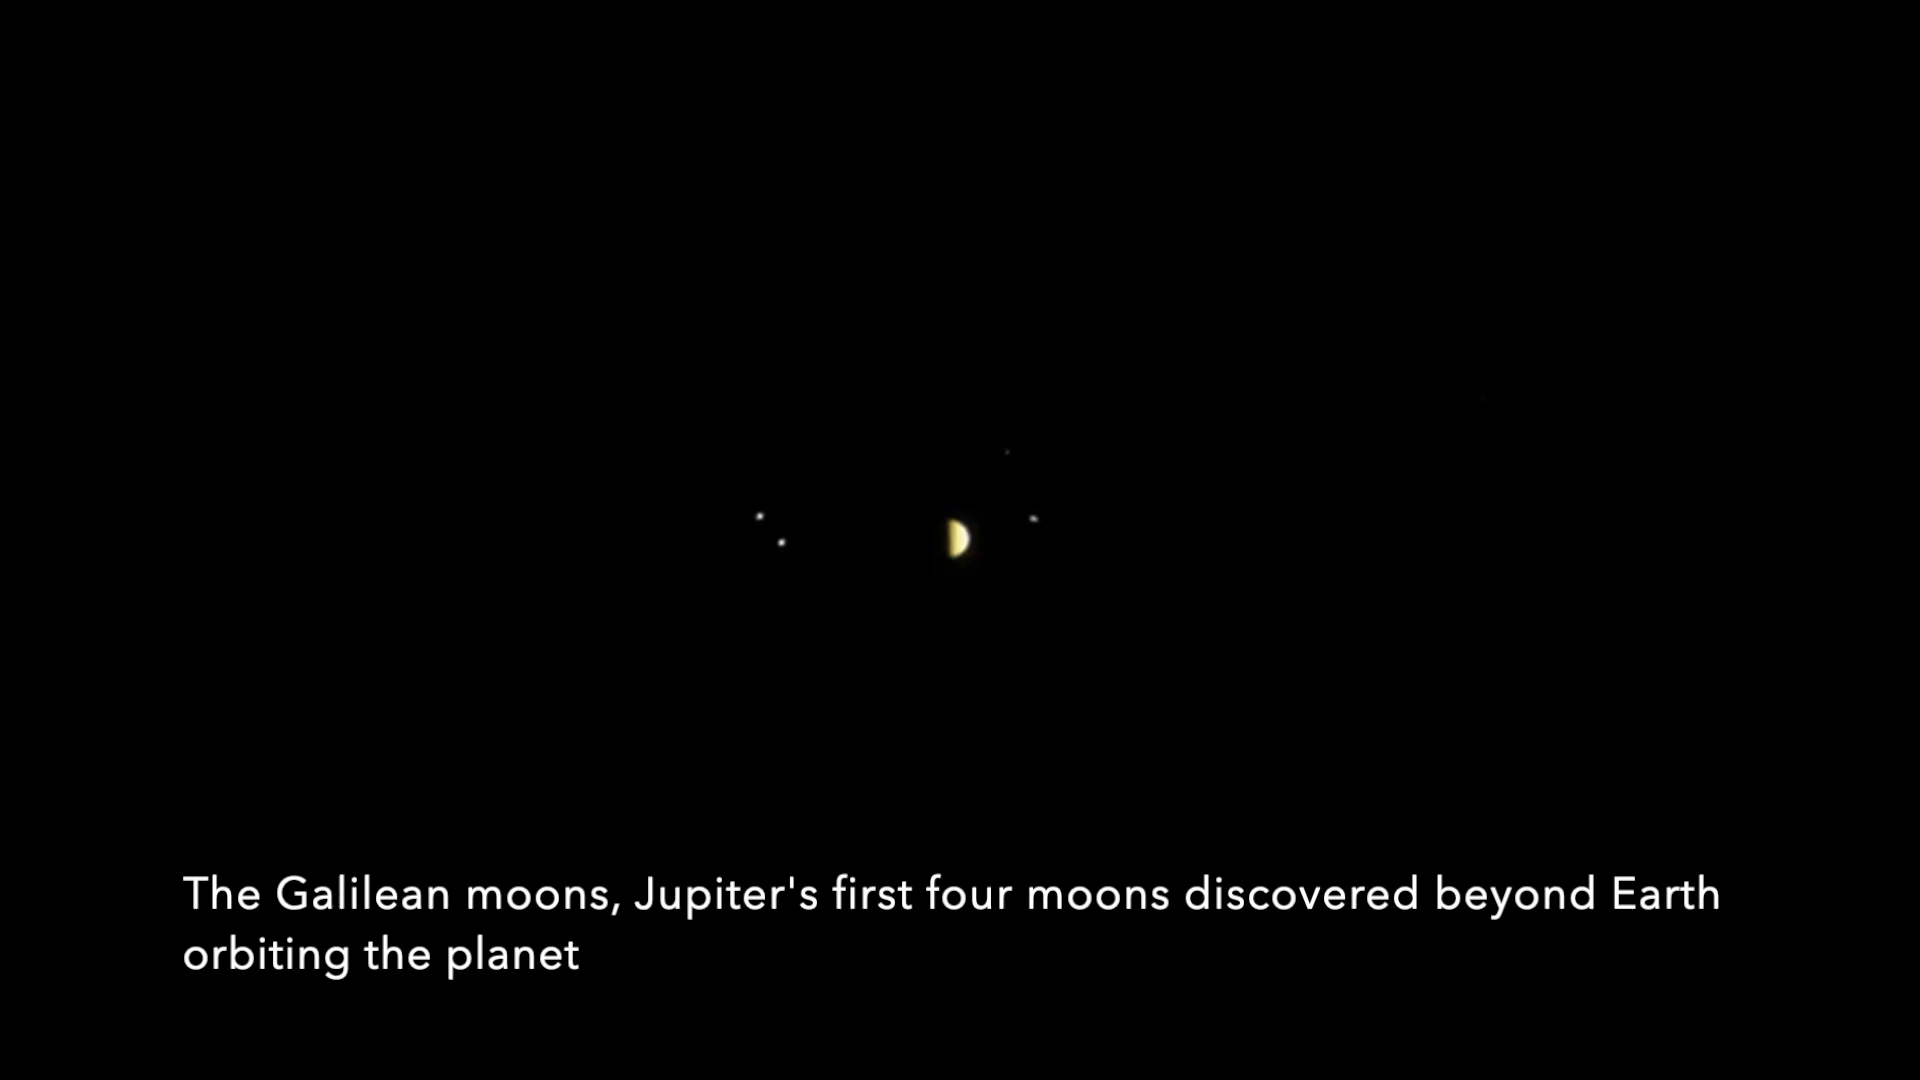 The Galilean moons, Jupiter's first four moons discovered beyond Earth
orbiting the planet